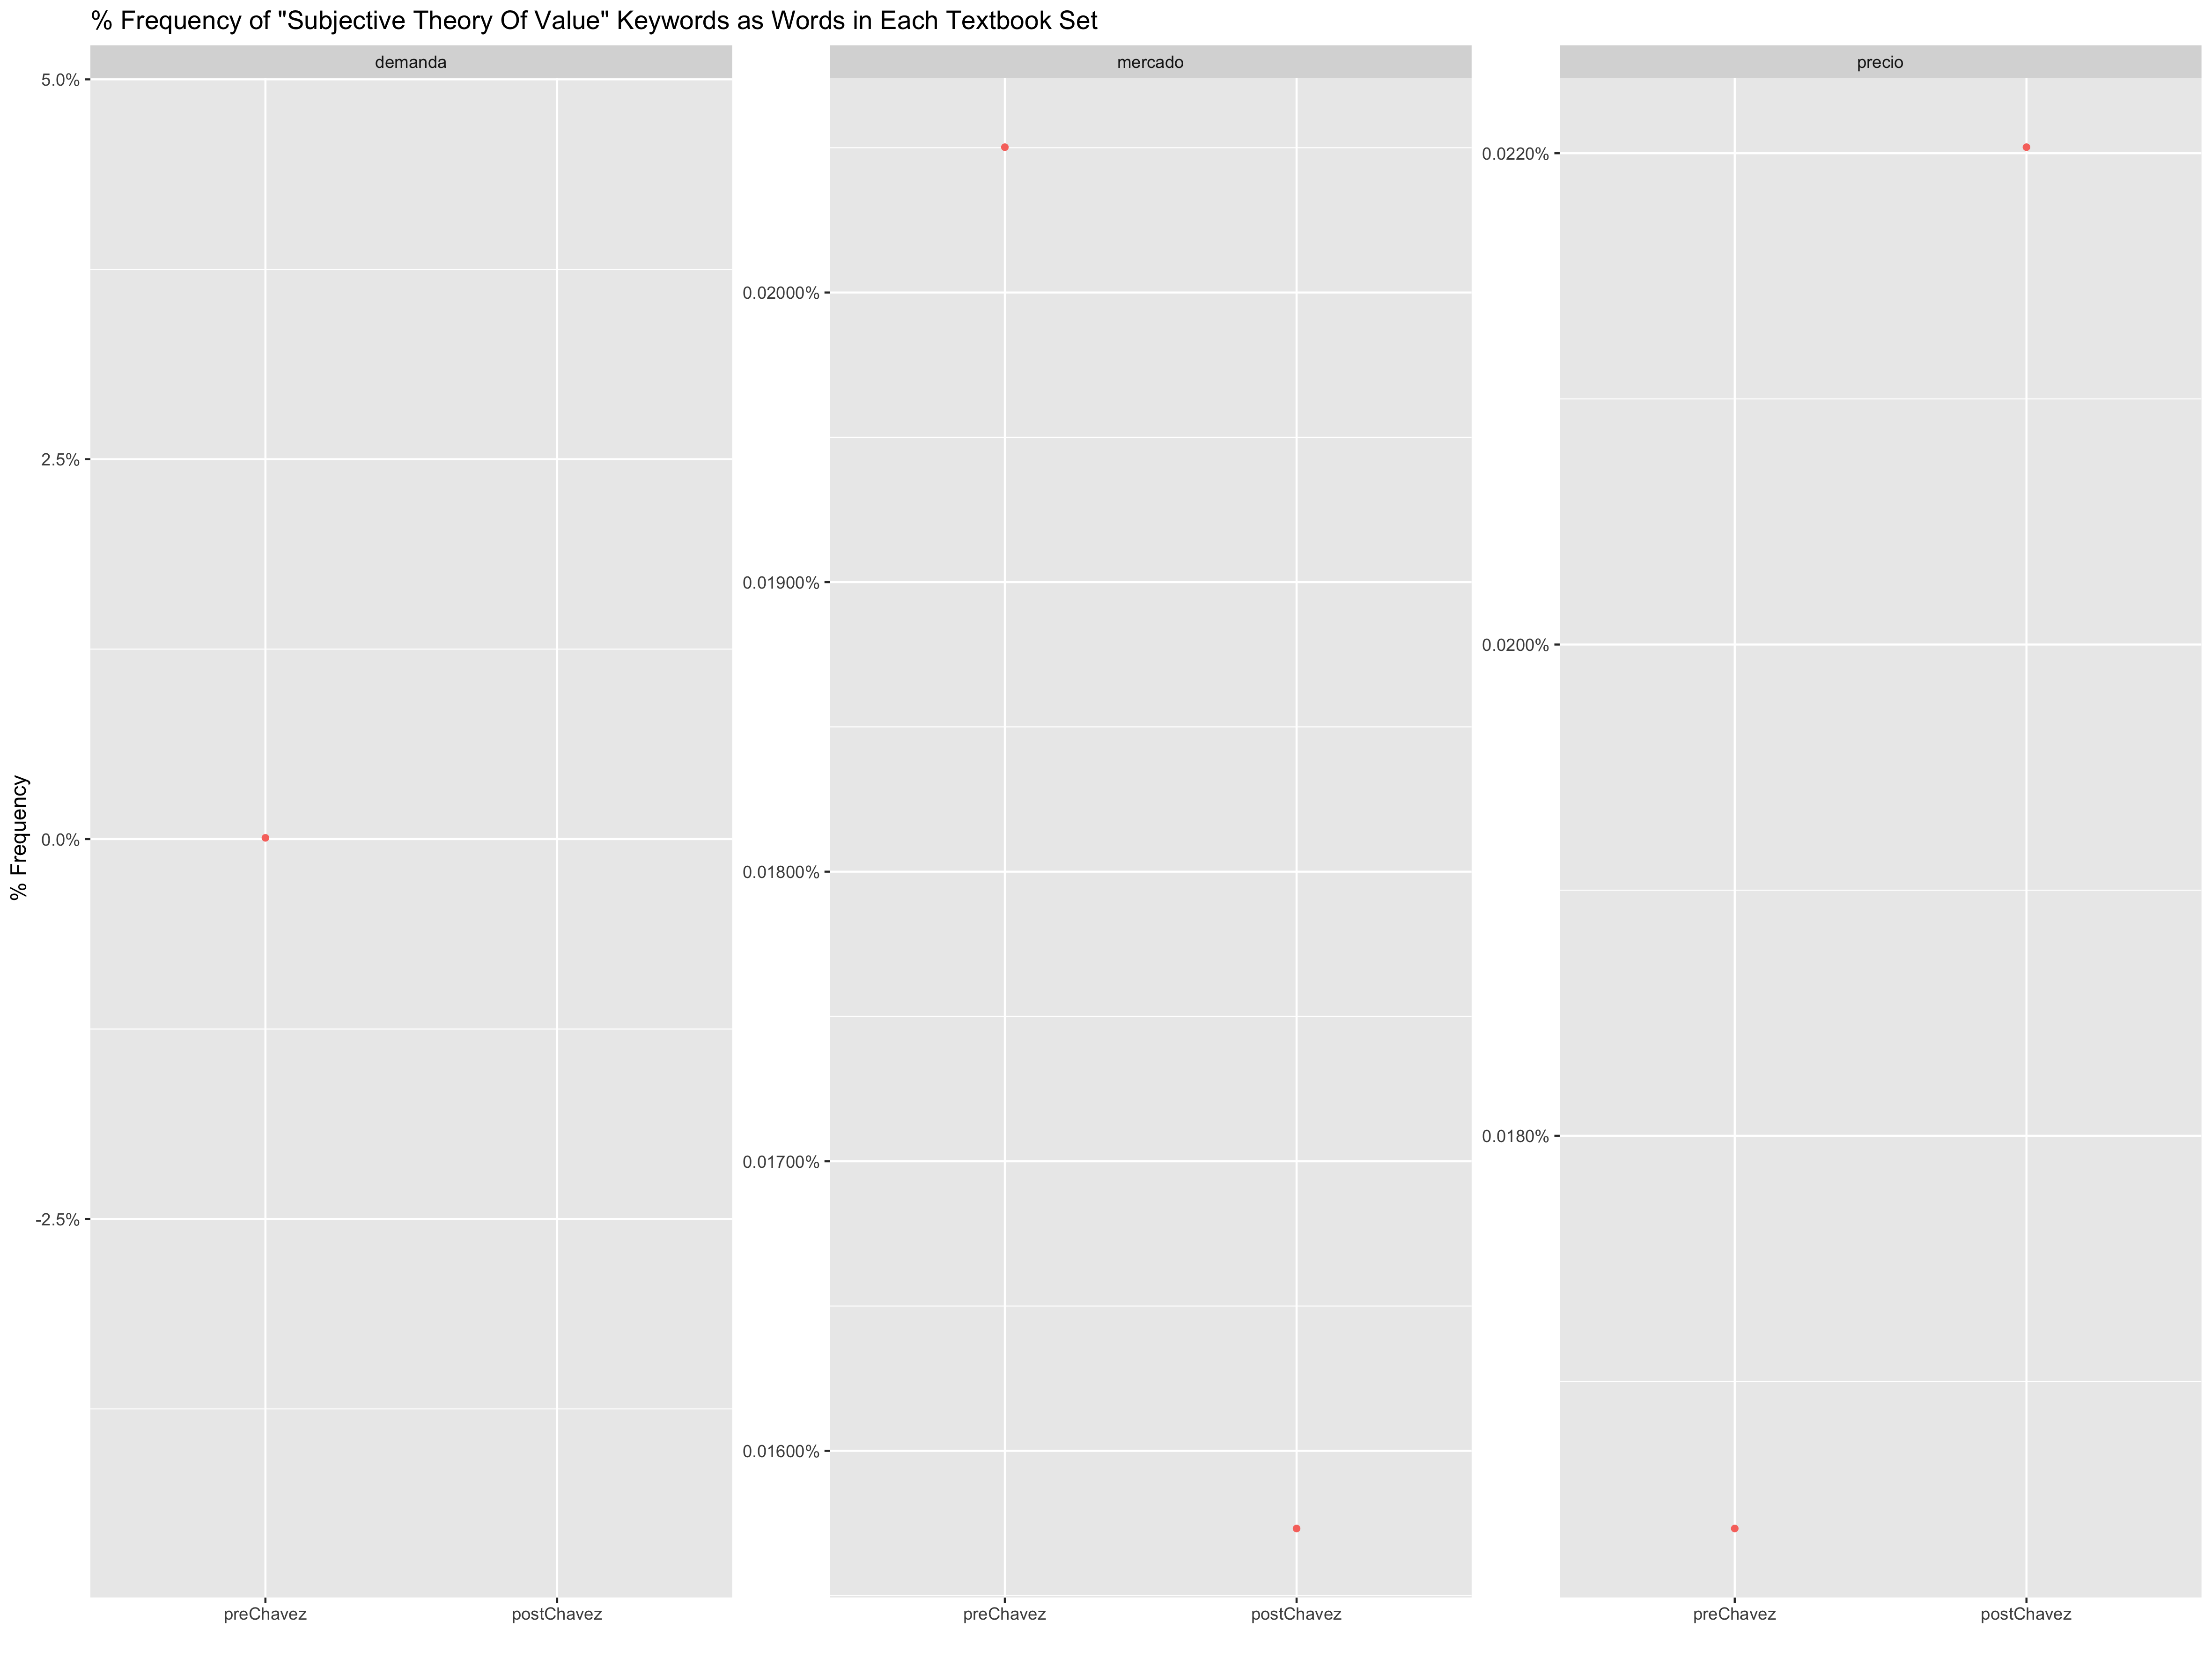 % Frequency of "Subjective Theory Of Value" Keywords as Words in Each Textbook Set
demanda
mercado
precio
% Frequency
5.0%
2.5%
0.0%
-2.5%
preChavez
postChavez
0.02000%
0.01900%
0.01800%
0.01700%
0.01600%
preChavez
postChavez
0.0220%
0.0200%
0.0180%
preChavez
postChavez